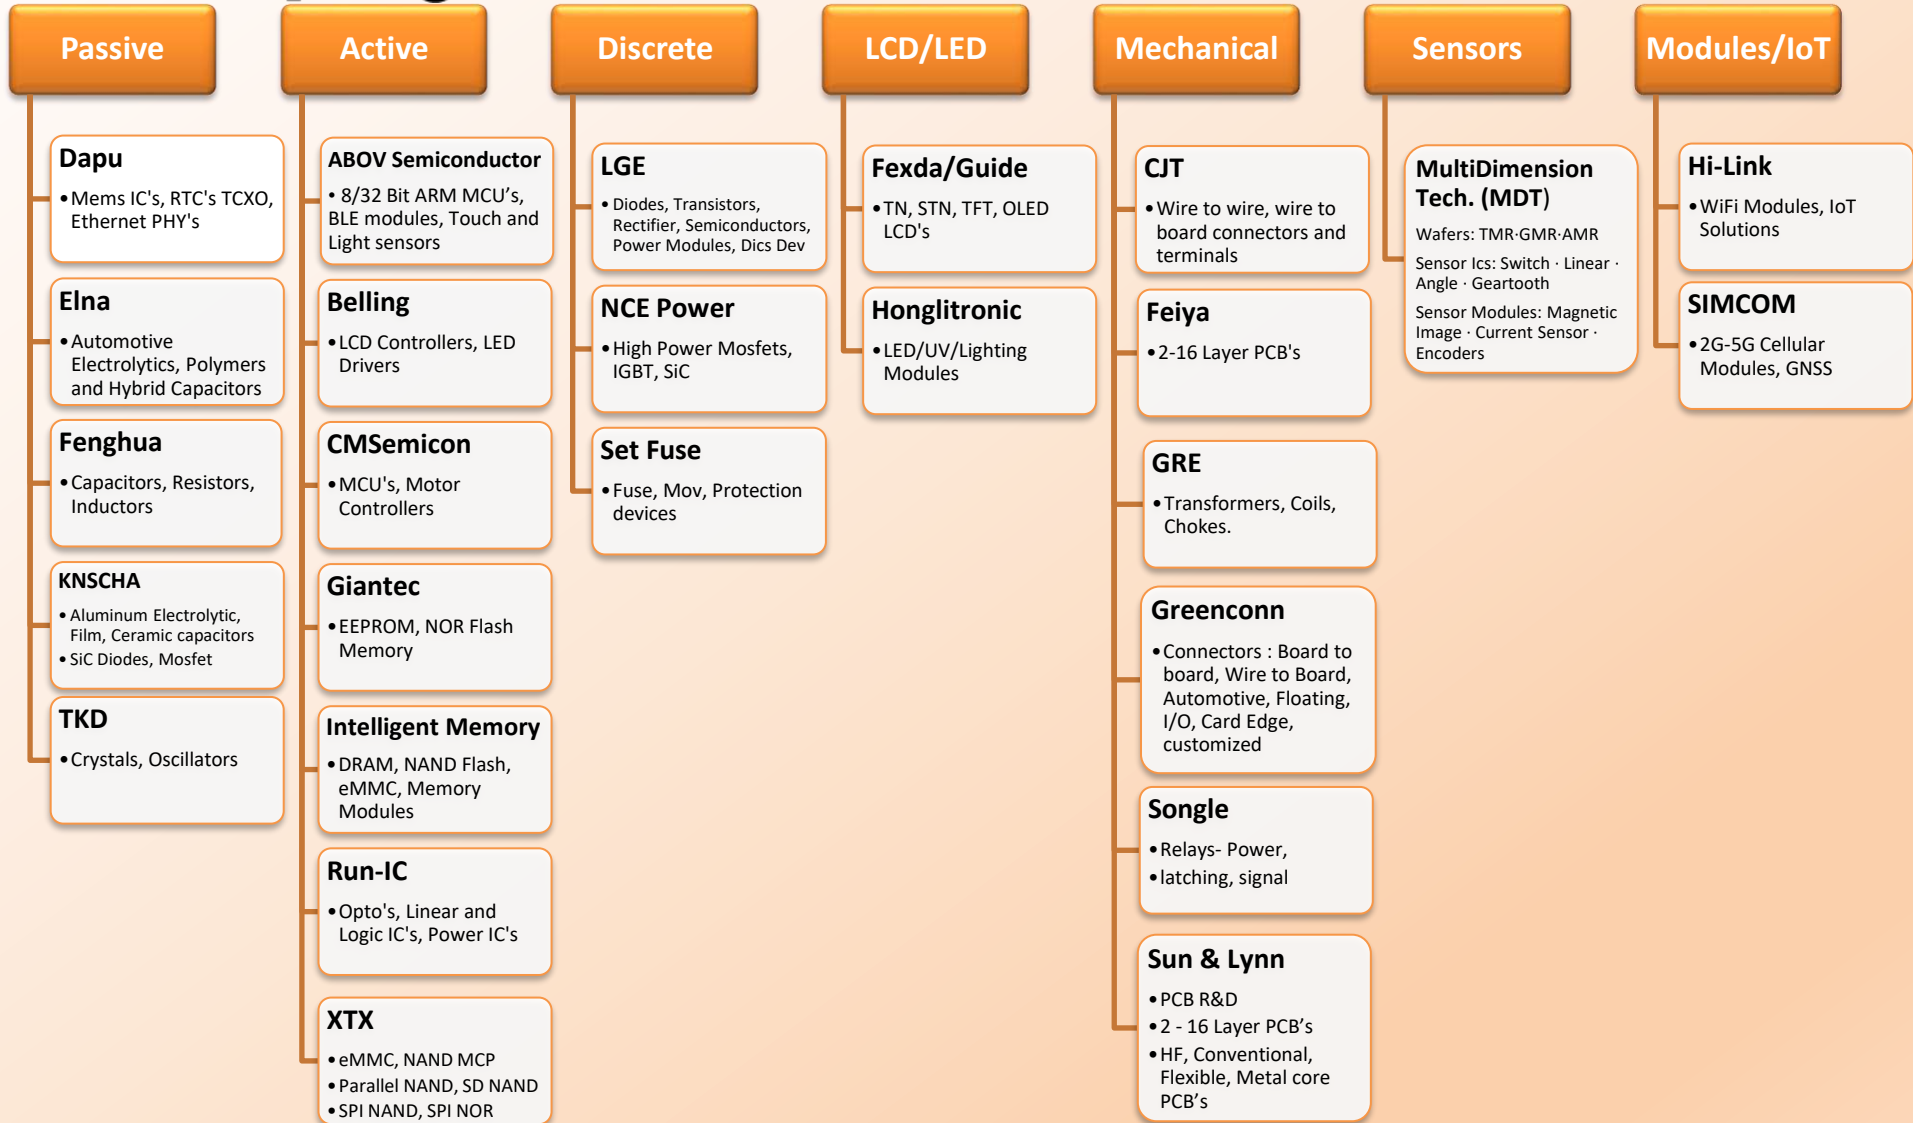 Passive
Dapu
•Mems IC's, RTC's TCXO,
Ethernet PHY's
Elna
•Automotive
Electrolytics, Polymers
and Hybrid Capacitors
Fenghua
•Capacitors, Resistors,
Inductors
KNSCHA
•Aluminum Electrolytic,
Film, Ceramic capacitors
•SiC Diodes, Mosfet
TKD
•Crystals, Oscillators
Active
ABOV Semiconductor
• 8/32 Bit ARM MCU’s,
BLE modules, Touch and
Light sensors
Belling
•LCD Controllers, LED
Drivers
CMSemicon
•MCU's, Motor
Controllers
Giantec
•EEPROM, NOR Flash
Memory
Intelligent Memory
•DRAM, NAND Flash,
eMMC, Memory
Modules
Run-IC
•Opto's, Linear and
Logic IC's, Power IC's
XTX
•eMMC, NAND MCP
•Parallel NAND, SD NAND
•SPI NAND, SPI NOR
Discrete
LGE
•Diodes, Transistors,
Rectifier, Semiconductors,
Power Modules, Dics Dev
NCE Power
•High Power Mosfets,
IGBT, SiC
Set Fuse
•Fuse, Mov, Protection
devices
LCD/LED
Fexda/Guide
•TN, STN, TFT, OLED
LCD's
Honglitronic
•LED/UV/Lighting
Modules
Mechanical
CJT
•Wire to wire, wire to
board connectors and
terminals
Feiya
•2-16 Layer PCB's
GRE
•Transformers, Coils,
Chokes.
Greenconn
•Connectors : Board to
board, Wire to Board,
Automotive, Floating,
I/O, Card Edge,
customized
Songle
•Relays- Power,
•latching, signal
Sun & Lynn
•PCB R&D
•2 - 16 Layer PCB’s
•HF, Conventional,
Flexible, Metal core
PCB's
Sensors
MultiDimension
Tech. (MDT)
Wafers: TMR·GMR·AMR
Sensor Ics: Switch · Linear ·
Angle · Geartooth
Sensor Modules: Magnetic
Image · Current Sensor ·
Encoders
Modules/IoT
Hi-Link
•WiFi Modules, IoT
Solutions
SIMCOM
•2G-5G Cellular
Modules, GNSS